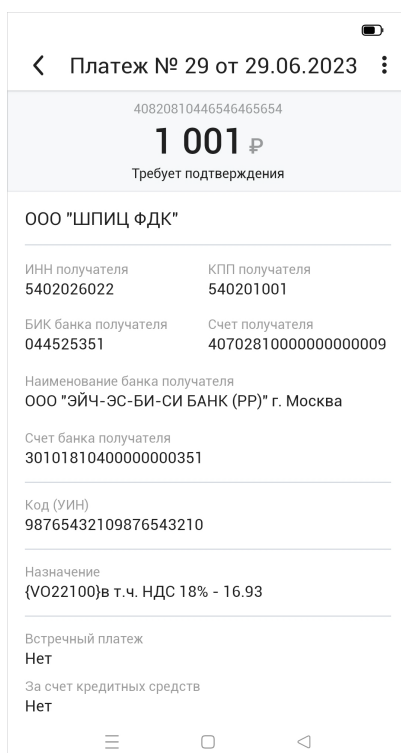 Платеж № 29 от 29.06.2023
40820810446546465654
1 001 ₽
Требует подтверждения
ООО "ШПИЦ ФДК"
ИНН получателя КПП получателя
5402026022 540201001
БИК банка получателя Счет получателя
044525351 40702810000000000009
Наименование банка получателя
ООО "ЭЙЧ-ЭС-БИ-СИ БАНК (РР)" г. Москва
Счет банка получателя
30101810400000000351
Код (УИН)
98765432109876543210
Назначение
{VO22100}в т.ч. НДС 18% - 16.93
Встречный платеж
Нет
За счет кредитных средств
Нет